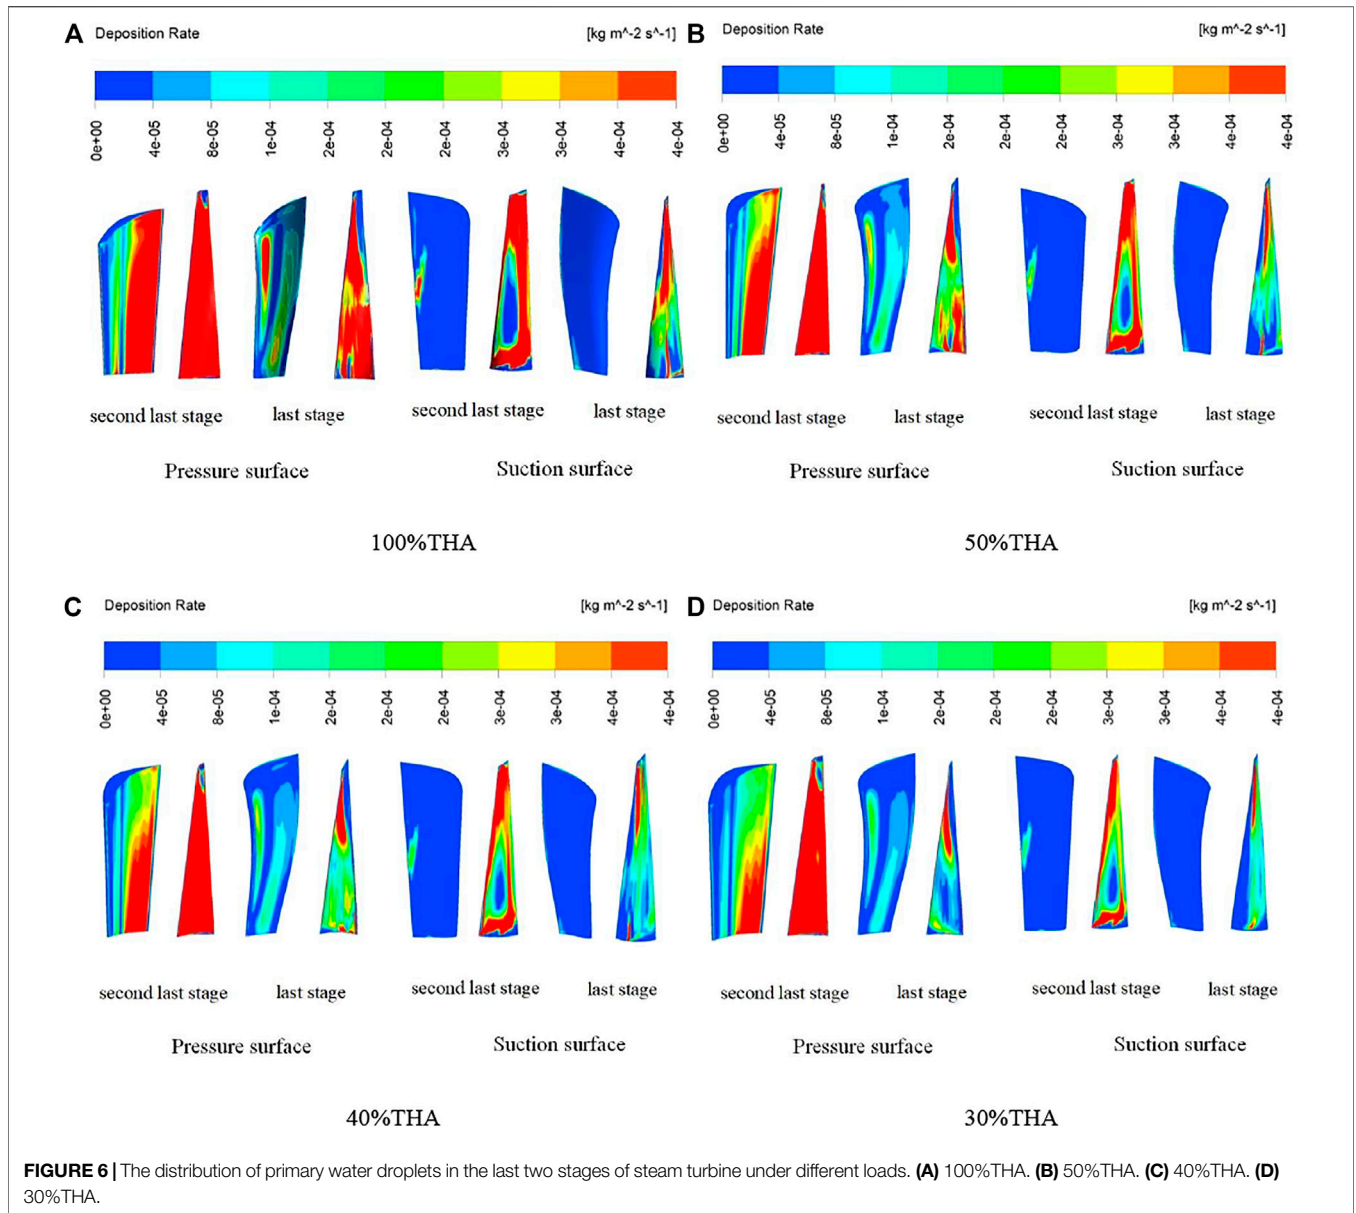 A Deposition Rate [kg m^-2 s^-1]
0e+00 4e-05 8e-05 1e-04 2e-04 2e-04 2e-04 3e-04 3e-04 4e-04 4e-04
second last stage last stage second last stage last stage
Pressure surface Suction surface
100%THA
B Deposition Rate [kg m^-2 s^-1]
0e+00 4e-05 8e-05 1e-04 2e-04 2e-04 2e-04 3e-04 3e-04 4e-04 4e-04
second last stage last stage second last stage last stage
Pressure surface Suction surface
50%THA
C Deposition Rate [kg m^-2 s^-1]
0e+00 4e-05 8e-05 1e-04 2e-04 2e-04 2e-04 3e-04 3e-04 4e-04 4e-04
second last stage last stage second last stage last stage
Pressure surface Suction surface
40%THA
D Deposition Rate [kg m^-2 s^-1]
0e+00 4e-05 8e-05 1e-04 2e-04 2e-04 2e-04 3e-04 3e-04 4e-04 4e-04
second last stage last stage second last stage last stage
Pressure surface Suction surface
30%THA
FIGURE 6 | The distribution of primary water droplets in the last two stages of steam turbine under different loads. (A) 100%THA. (B) 50%THA. (C) 40%THA. (D)
30%THA.